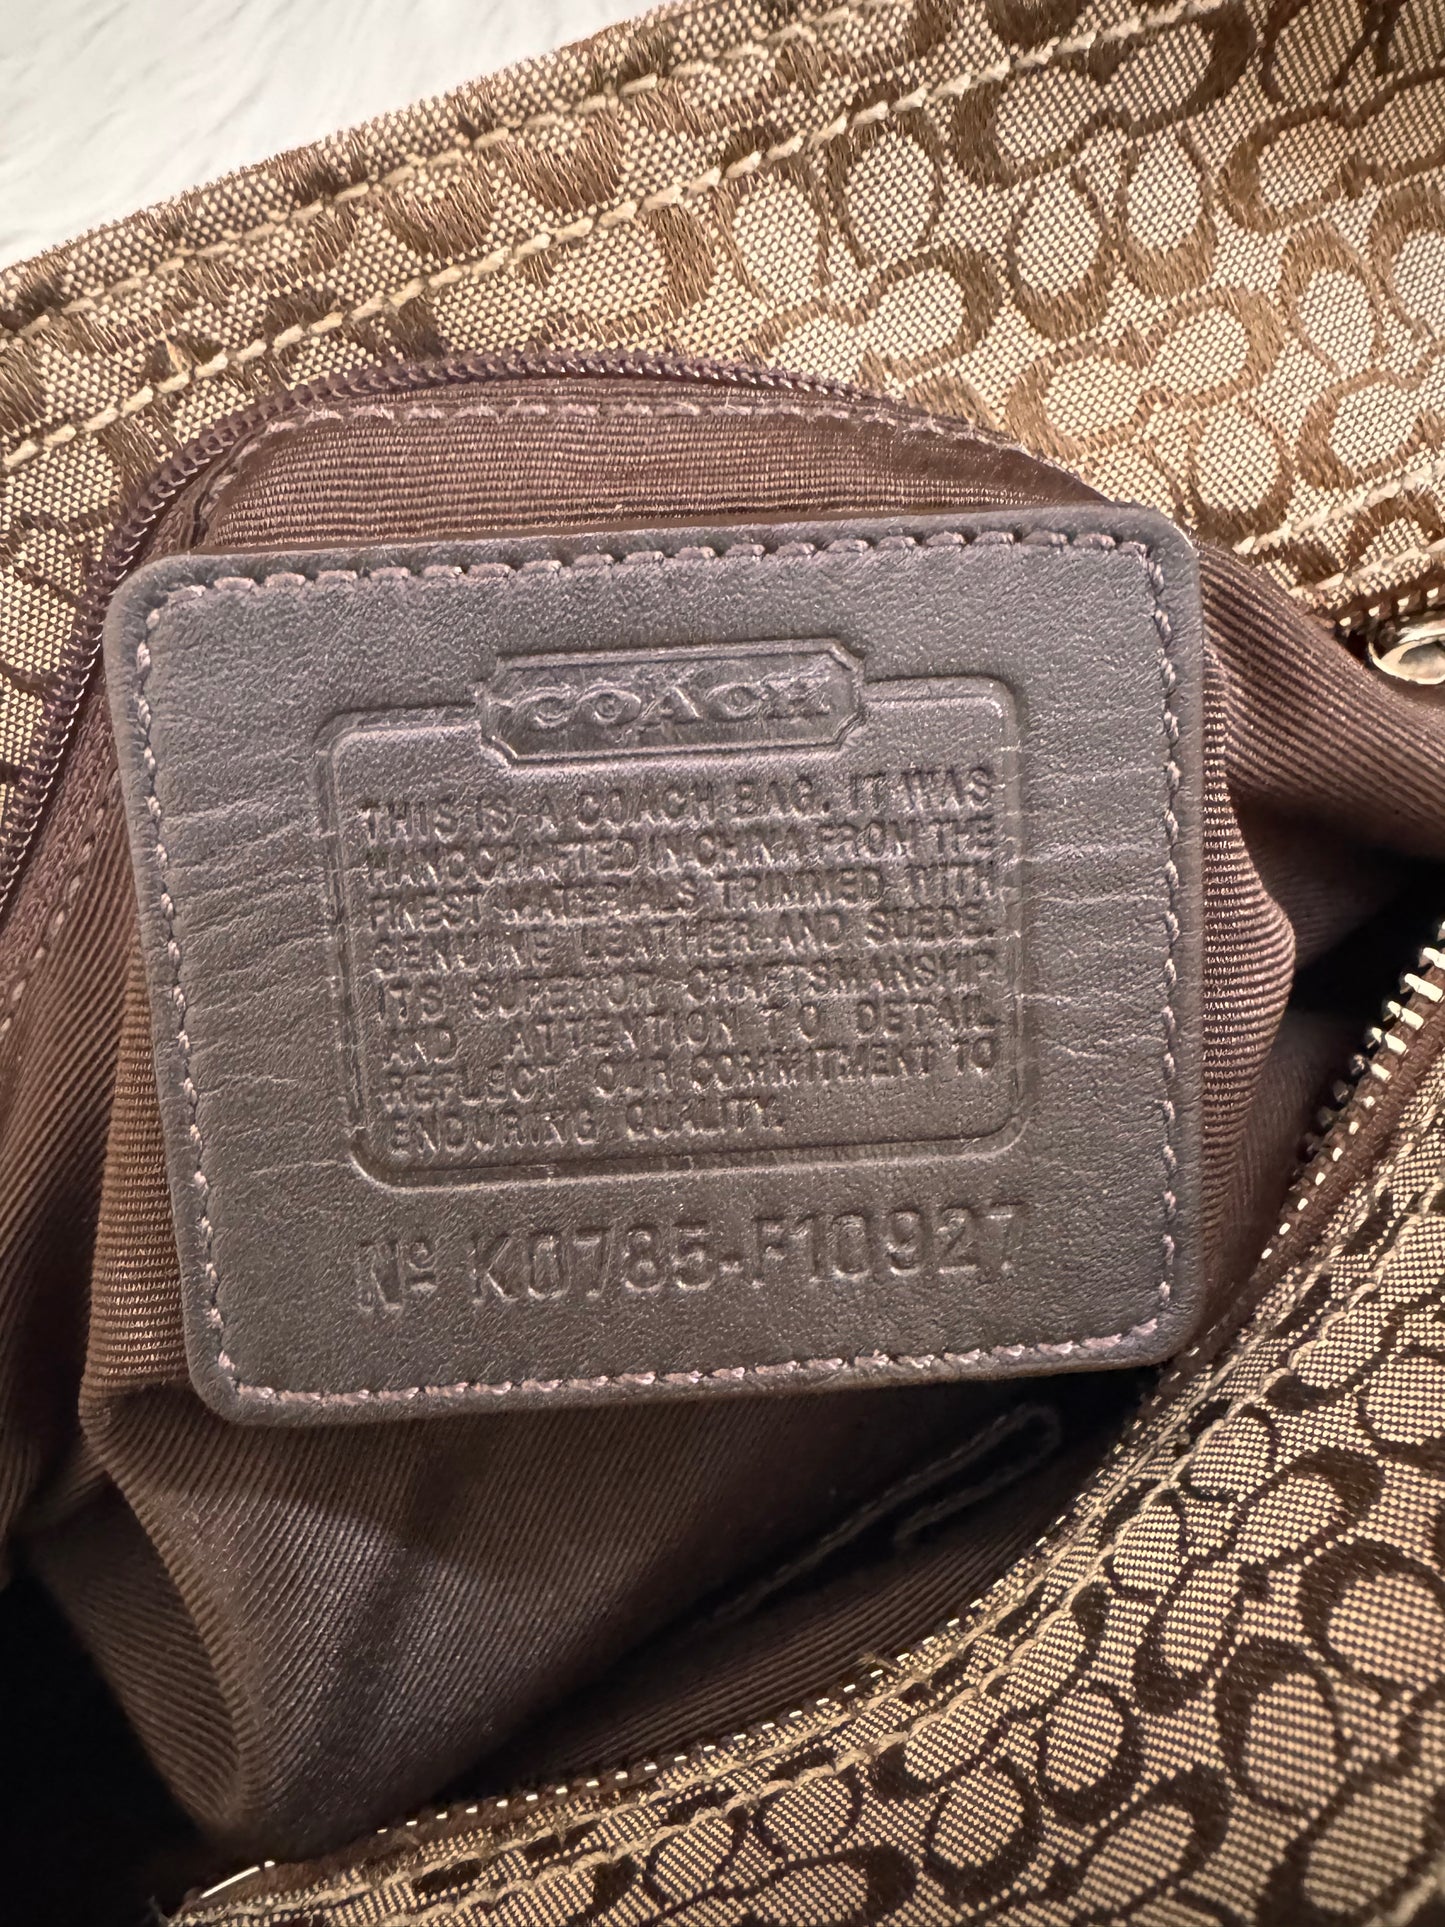 COACH
THIS IS A COACH BAG. IT WAS
HANDCRAFTED IN CHINA FROM THE
FINEST MATERIALS TRIMMED WITH
GENUINE LEATHER AND SUEDE.
ITS SUPERIOR CRAFTSMANSHIP
AND ATTENTION TO DETAIL
REFLECT OUR COMMITMENT TO
ENDURING QUALITY.
Nº K0785-F10927